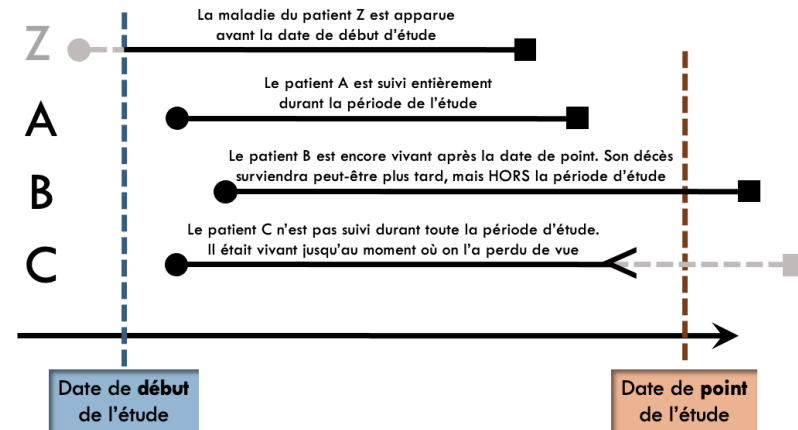 La maladie du patient Z est apparue
avant la date de début d'étude
Z
Le patient A est suivi entièrement
durant la période de l'étude
A
Le patient B est encore vivant après la date de point. Son décès
surviendra peut-être plus tard, mais HORS la période d'étude
B
Le patient C n'est pas suivi durant toute la période d'étude.
Il était vivant jusqu'au moment où on l'a perdu de vue
C
Date de début
de l'étude
Date de point
de l'étude